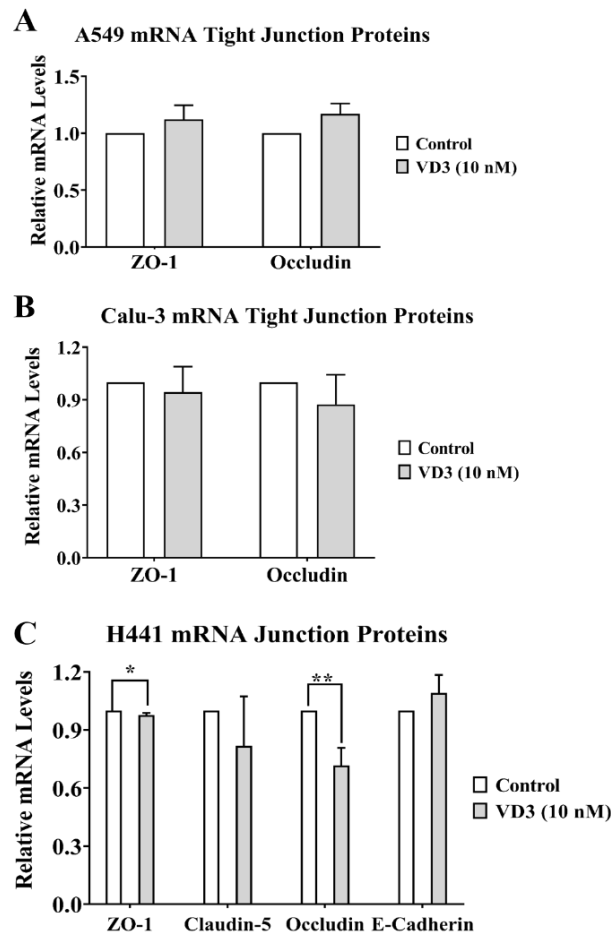 A
A549 mRNA Tight Junction Proteins
Relative mRNA Levels
1.5
1.0
0.5
0.0
ZO-1 Occludin
Control
VD3 (10 nM)
B
Calu-3 mRNA Tight Junction Proteins
Relative mRNA Levels
1.2
0.9
0.6
0.3
0.0
ZO-1 Occludin
Control
VD3 (10 nM)
C
H441 mRNA Junction Proteins
Relative mRNA Levels
1.2
0.9
0.6
0.3
0.0
* **
ZO-1 Claudin-5 Occludin E-Cadherin
Control
VD3 (10 nM)